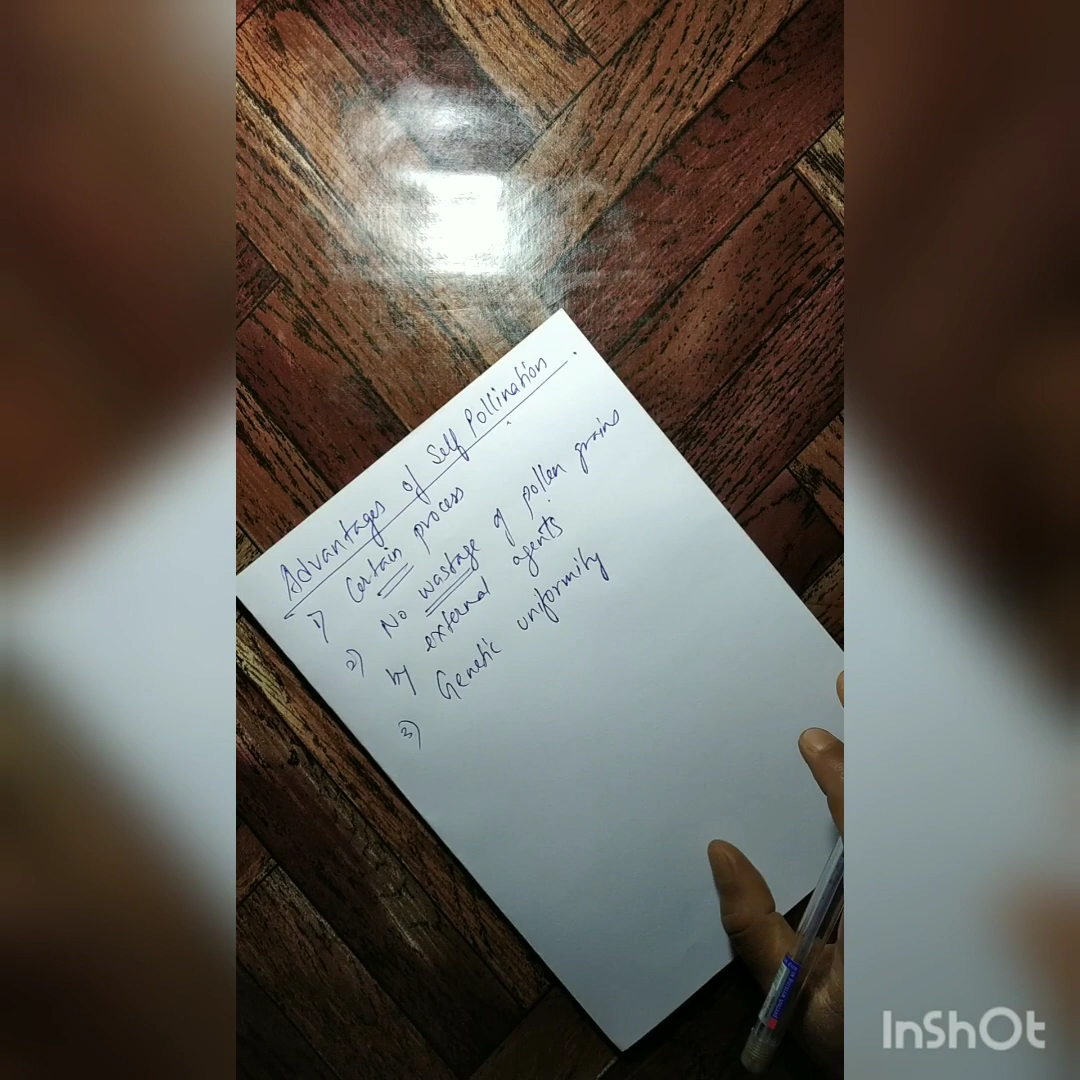 Advantages of Self Pollination.
1) Certain process
2) No wastage of pollen grains
by external agents
3) Genetic uniformity
InShOt